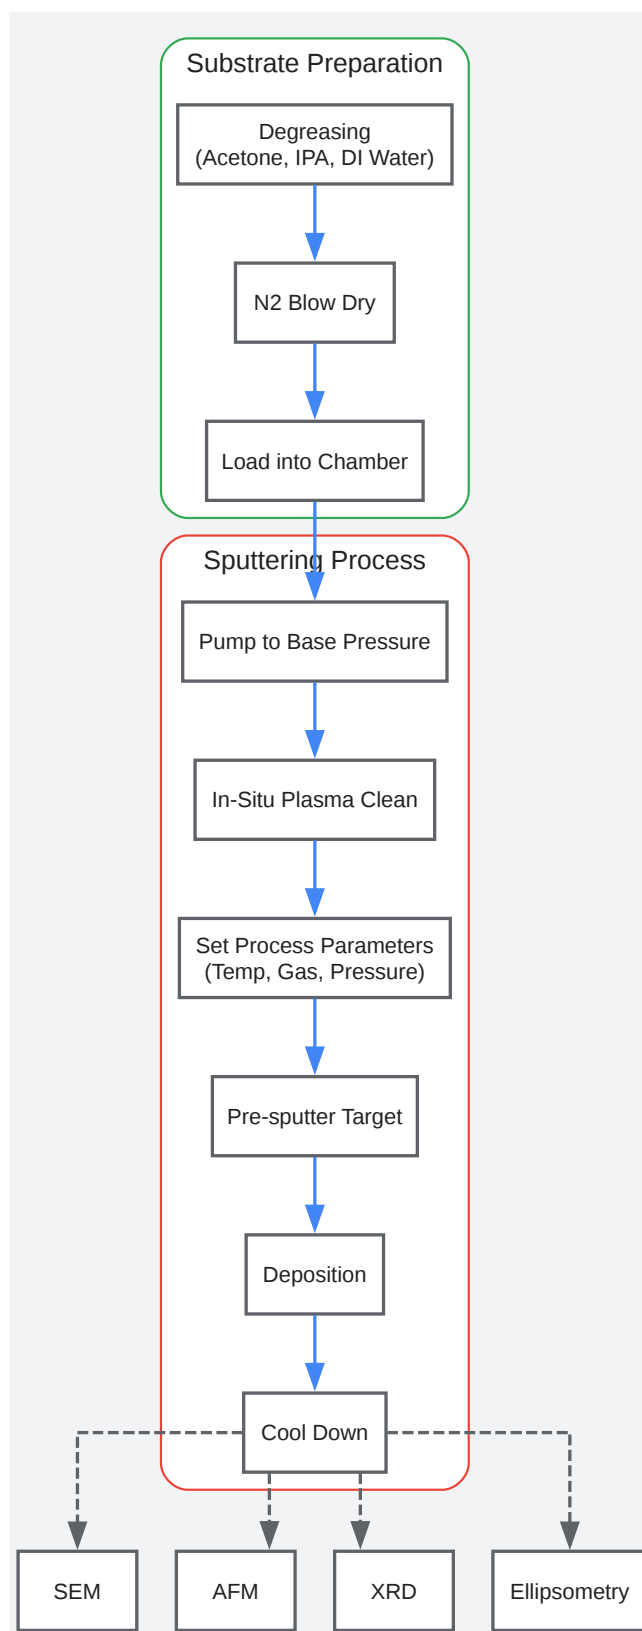 Substrate Preparation
Degreasing
(Acetone, IPA, DI Water)
N2 Blow Dry
Load into Chamber
Sputtering Process
Pump to Base Pressure
In-Situ Plasma Clean
Set Process Parameters
(Temp, Gas, Pressure)
Pre-sputter Target
Deposition
Cool Down
SEM
AFM
XRD
Ellipsometry